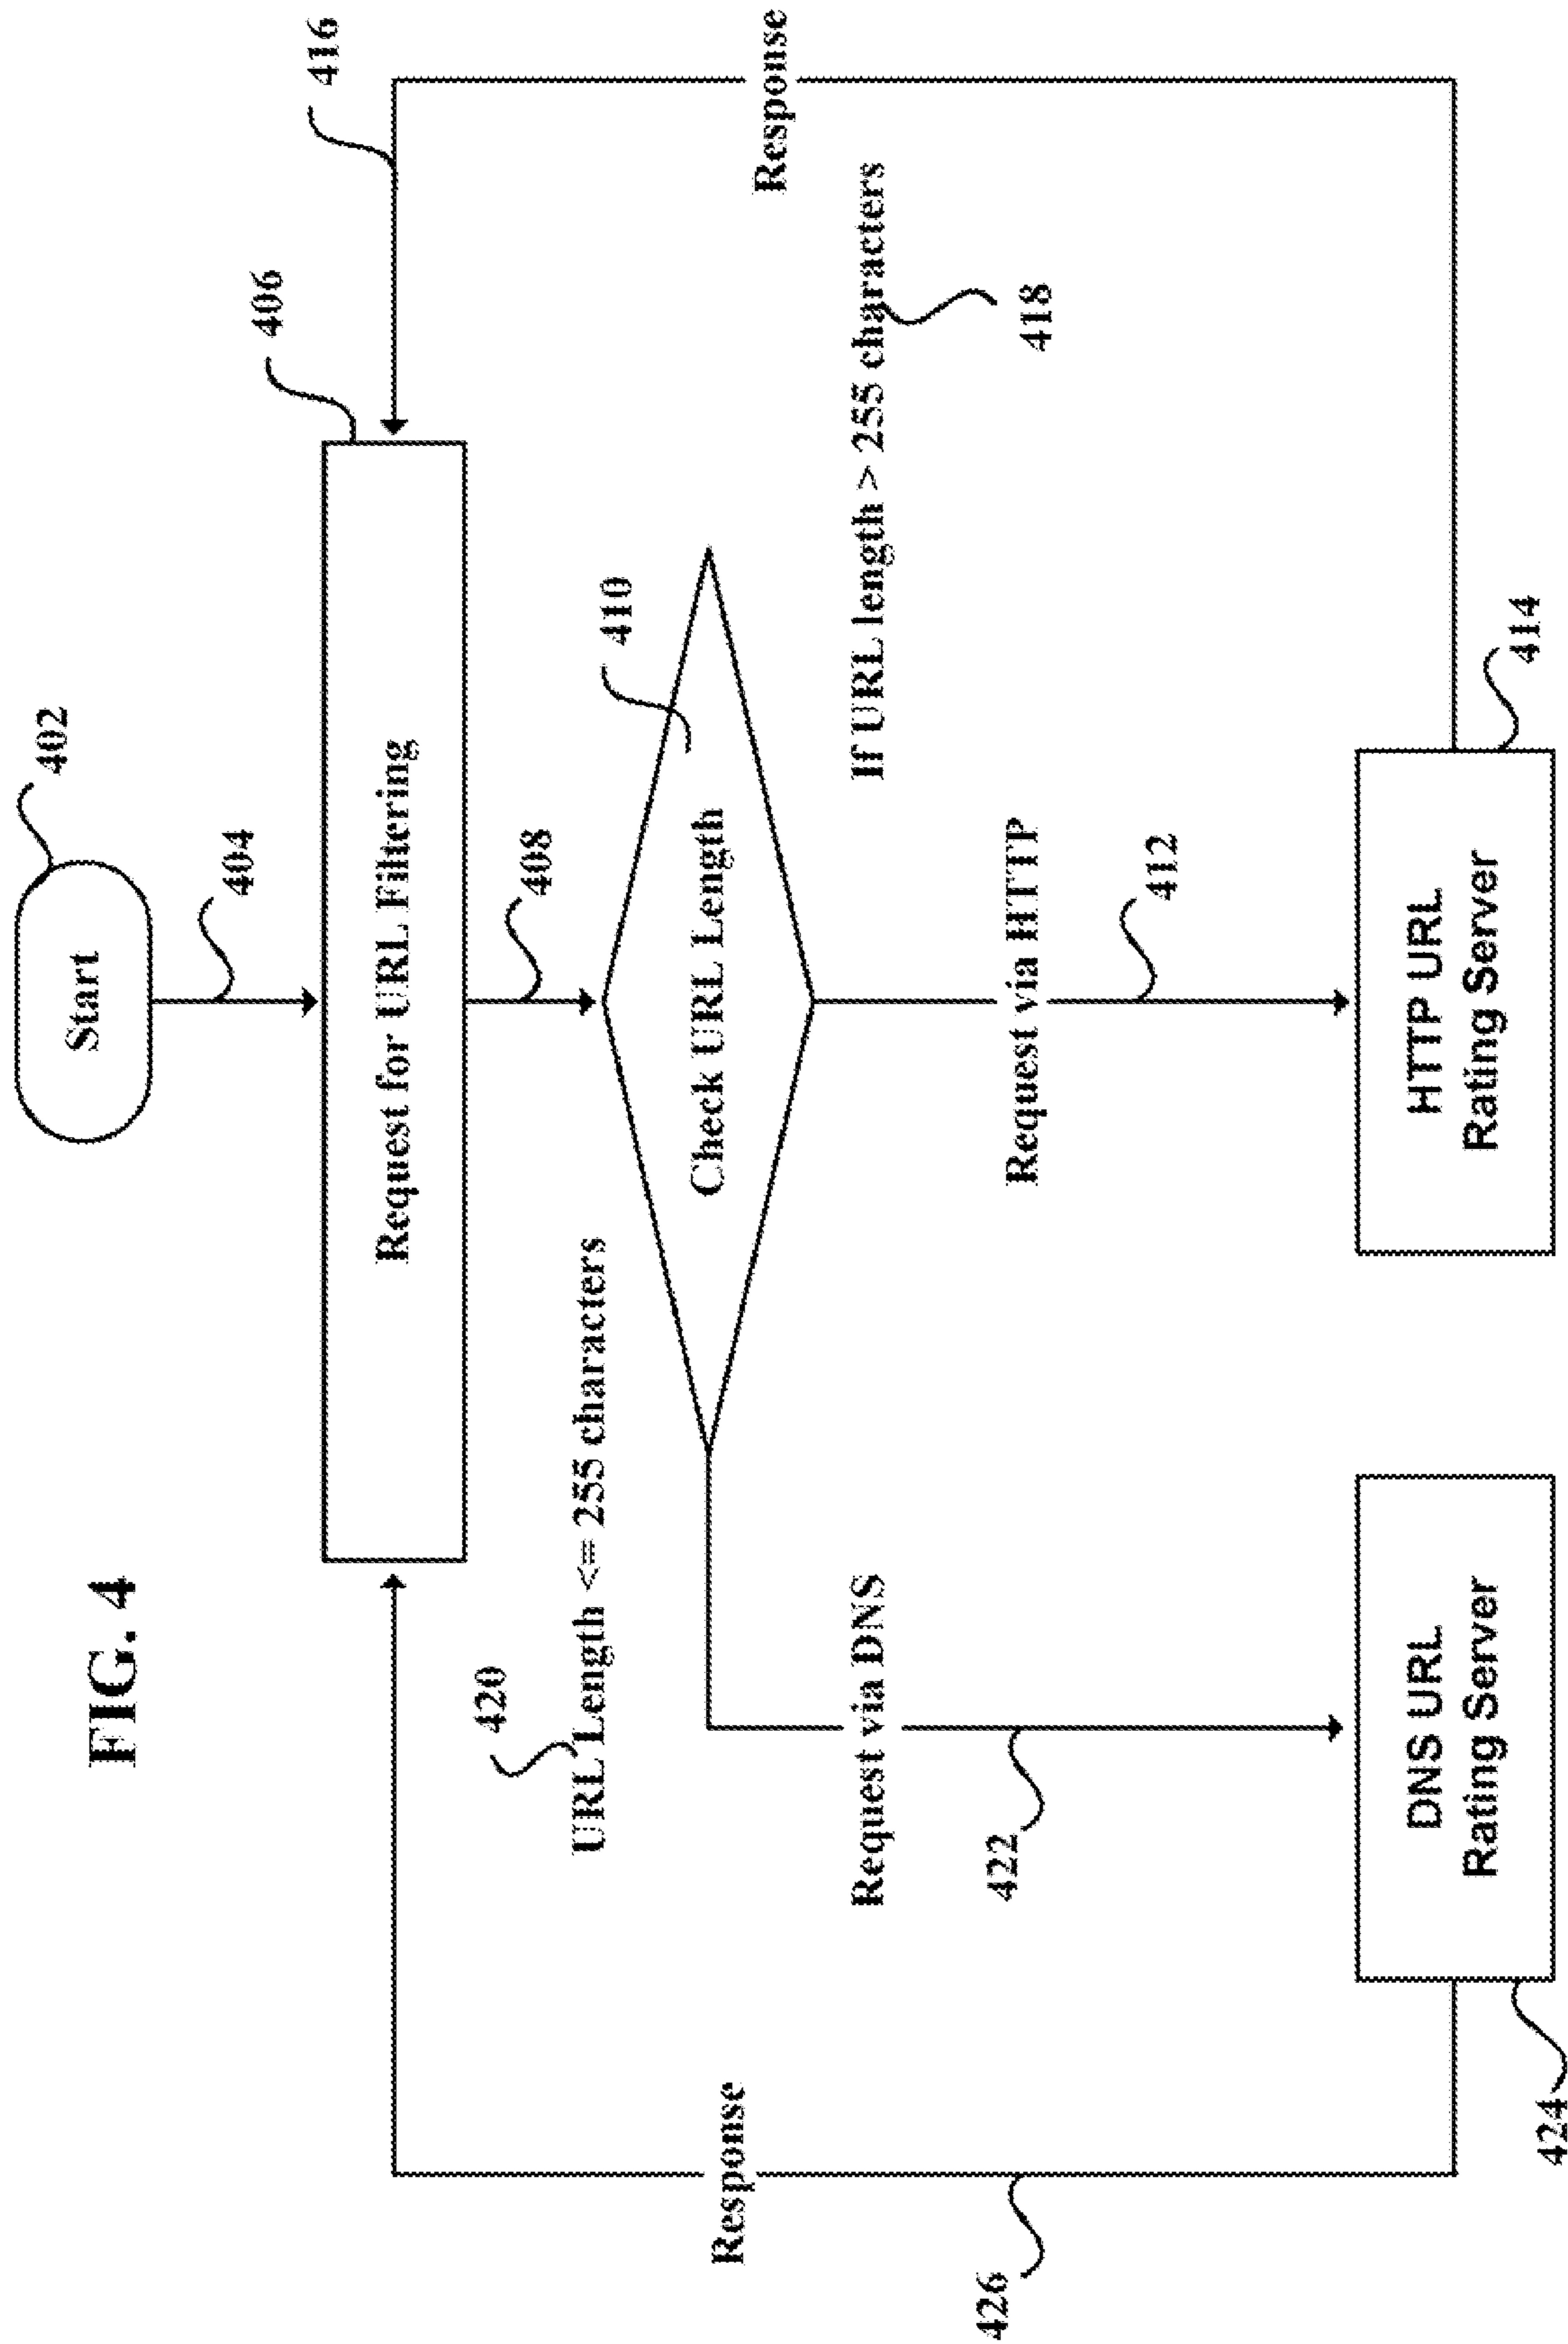 FIG. 4
Start
402
404
Request for URL Filtering
406
416
408
Check URL Length
410
URL Length <= 255 characters
420
If URL length > 255 characters
418
Request via DNS
422
Request via HTTP
412
Response
Response
426
DNS URL
Rating Server
424
HTTP URL
Rating Server
414